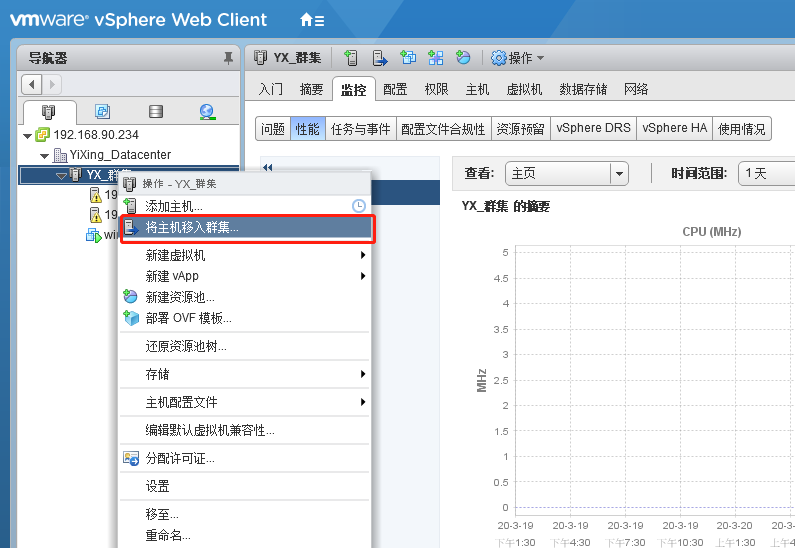 vmware® vSphere Web Client
导航器
YX_群集
操作
入门 摘要 监控 配置 权限 主机 虚拟机 数据存储 网络
问题 性能 任务与事件 配置文件合规性 资源预留 vSphere DRS vSphere HA 使用情况
192.168.90.234
YiXing_Datacenter
YX_群集
19
19
win
操作 - YX_群集
添加主机...
将主机移入群集...
新建虚拟机
新建 vApp
新建资源池...
部署 OVF 模板...
还原资源池树...
存储
主机配置文件
编辑默认虚拟机兼容性...
分配许可证...
设置
移至...
重命名...
查看: 主页 时间范围: 1 天
YX_群集 的摘要
CPU (MHz)
MHz
5
4.5
4
3.5
3
2.5
2
1.5
1
0.5
0
20-3-19 20-3-19 20-3-19 20-3-19 20-3-20 20-3-
下午1:30 下午4:30 下午7:30 下午10:30 上午1:30 上午4